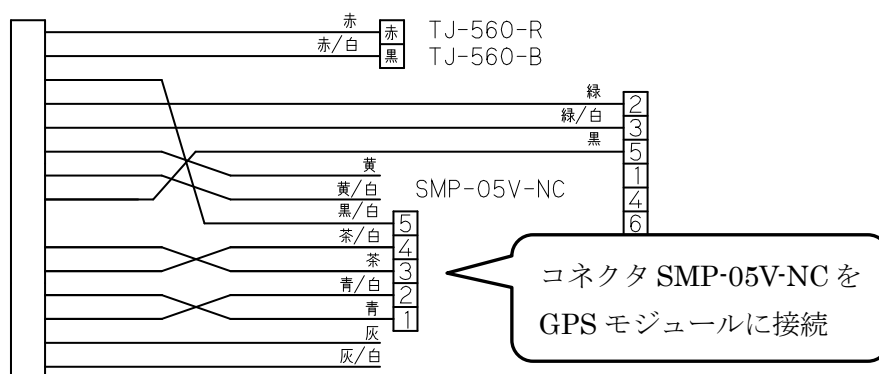 赤 赤 TJ-560-R
赤/白 黒 TJ-560-B
緑 2
緑/白 3
黒 5
黄 1
黄/白 SMP-05V-NC 4
黒/白 5 6
茶/白 4
茶 3
青/白 2
青 1
灰
灰/白
コネクタ SMP-05V-NC を
GPS モジュールに接続